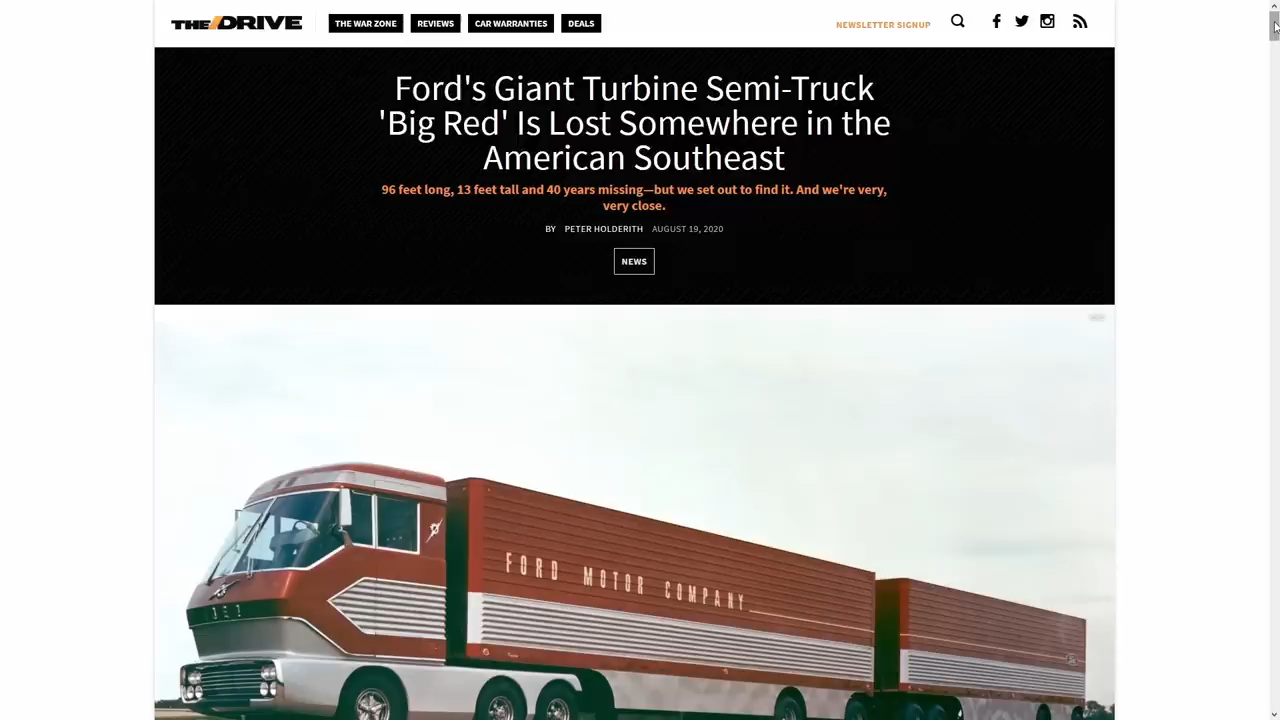 THE/DRIVE
THE WAR ZONE
REVIEWS
CAR WARRANTIES
DEALS
NEWSLETTER SIGNUP
Ford's Giant Turbine Semi-Truck
'Big Red' Is Lost Somewhere in the
American Southeast
96 feet long, 13 feet tall and 40 years missing—but we set out to find it. And we're very,
very close.
BY PETER HOLDERITH AUGUST 19, 2020
NEWS
FORD MOTOR COMPANY